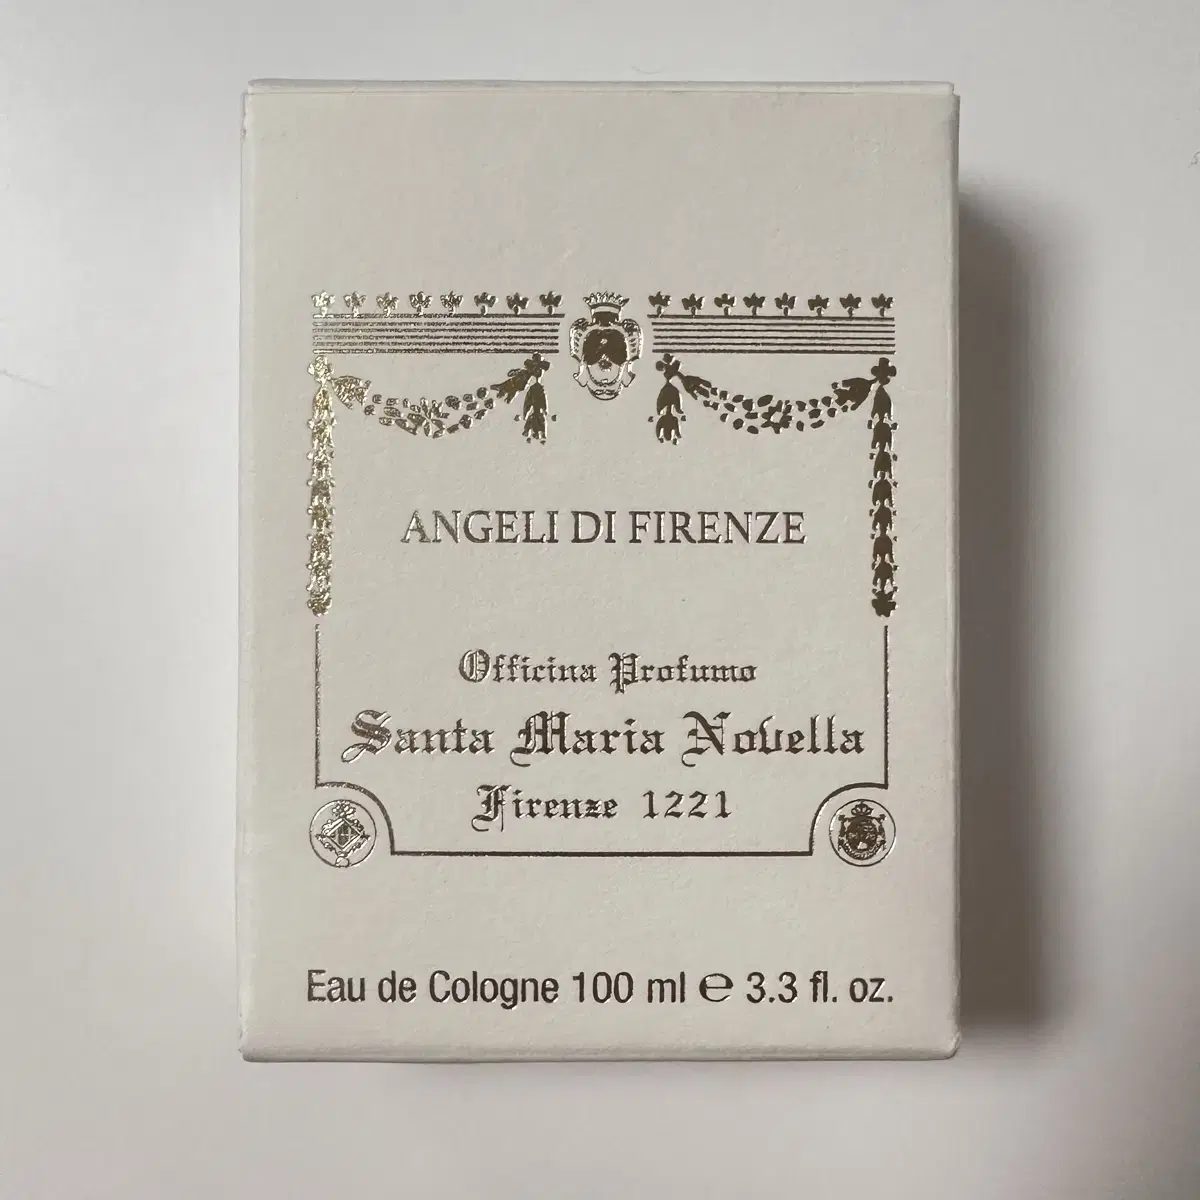 ANGELI DI FIRENZE
Officina Profumo
Santa Maria Novella
Firenze 1221
Eau de Cologne 100 ml ℮ 3.3 fl. oz.